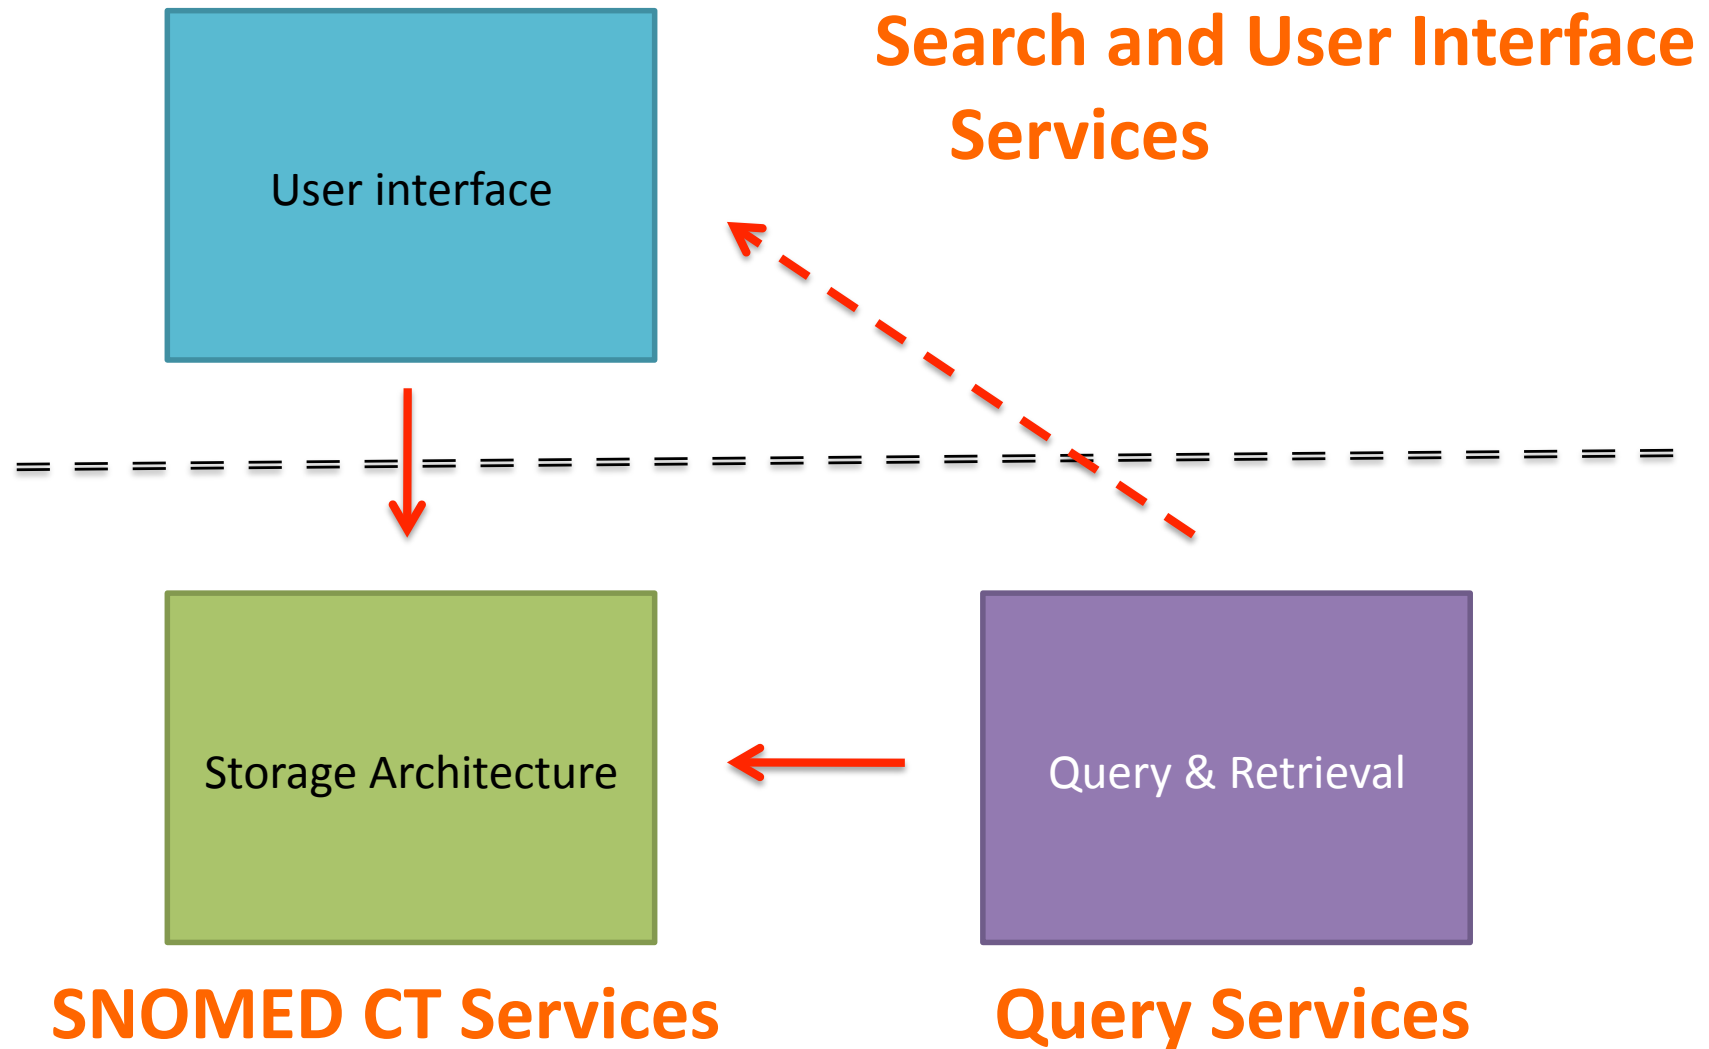 Search and User Interface
Services
User interface
Storage Architecture
Query & Retrieval
SNOMED CT Services
Query Services